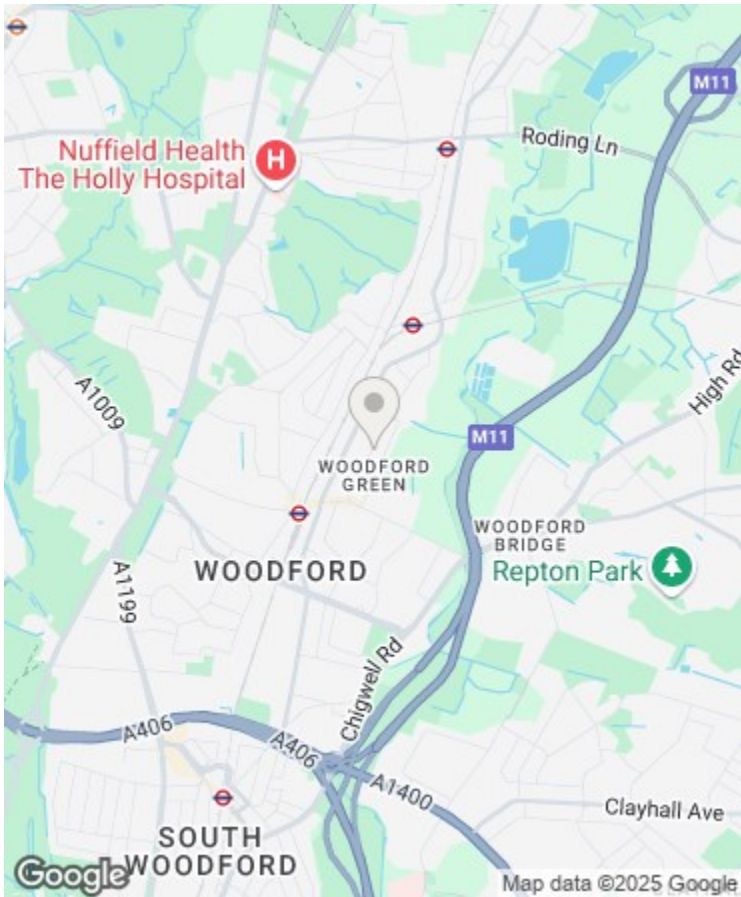 M11
Roding Ln
Nuffield Health
The Holly Hospital
H
High Rd
A1009
M11
WOODFORD
GREEN
WOODFORD
BRIDGE
WOODFORD
Repton Park
A1199
Chigwell Rd
A406
A406
A1400
Clayhall Ave
SOUTH
WOODFORD
Google
Map data ©2025 Google